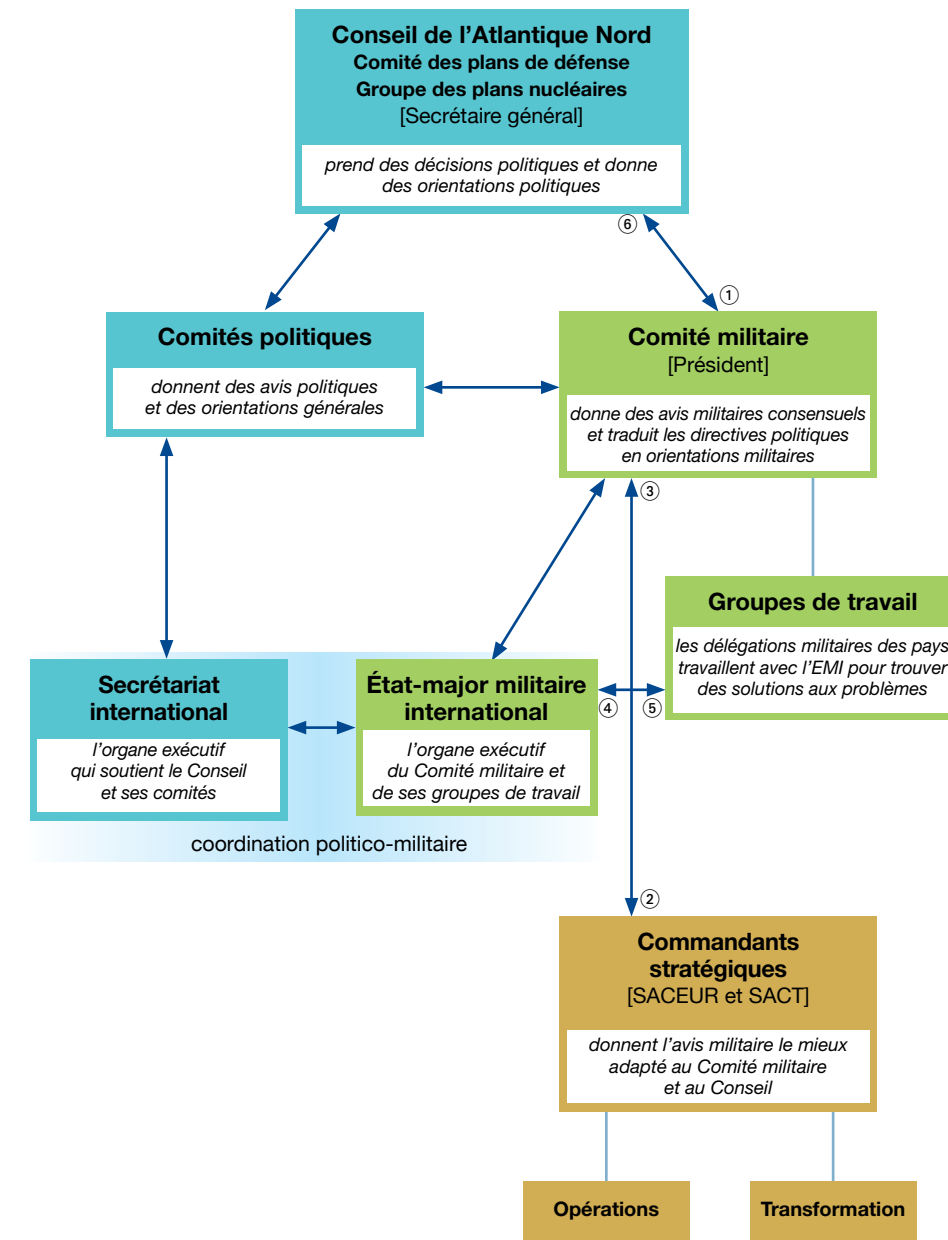 Conseil de l'Atlantique Nord
Comité des plans de défense
Groupe des plans nucléaires
[Secrétaire général]
prend des décisions politiques et donne
des orientations politiques
⑥
①
Comités politiques
donnent des avis politiques
et des orientations générales
Comité militaire
[Président]
donne des avis militaires consensuels
et traduit les directives politiques
en orientations militaires
③
Groupes de travail
les délégations militaires des pays
travaillent avec l'EMI pour trouver
des solutions aux problèmes
Secrétariat
international
l'organe exécutif
qui soutient le Conseil
et ses comités
État-major militaire
international
l'organe exécutif
du Comité militaire et
de ses groupes de travail
④
⑤
coordination politico-militaire
②
Commandants
stratégiques
[SACEUR et SACT]
donnent l'avis militaire le mieux
adapté au Comité militaire
et au Conseil
Opérations
Transformation